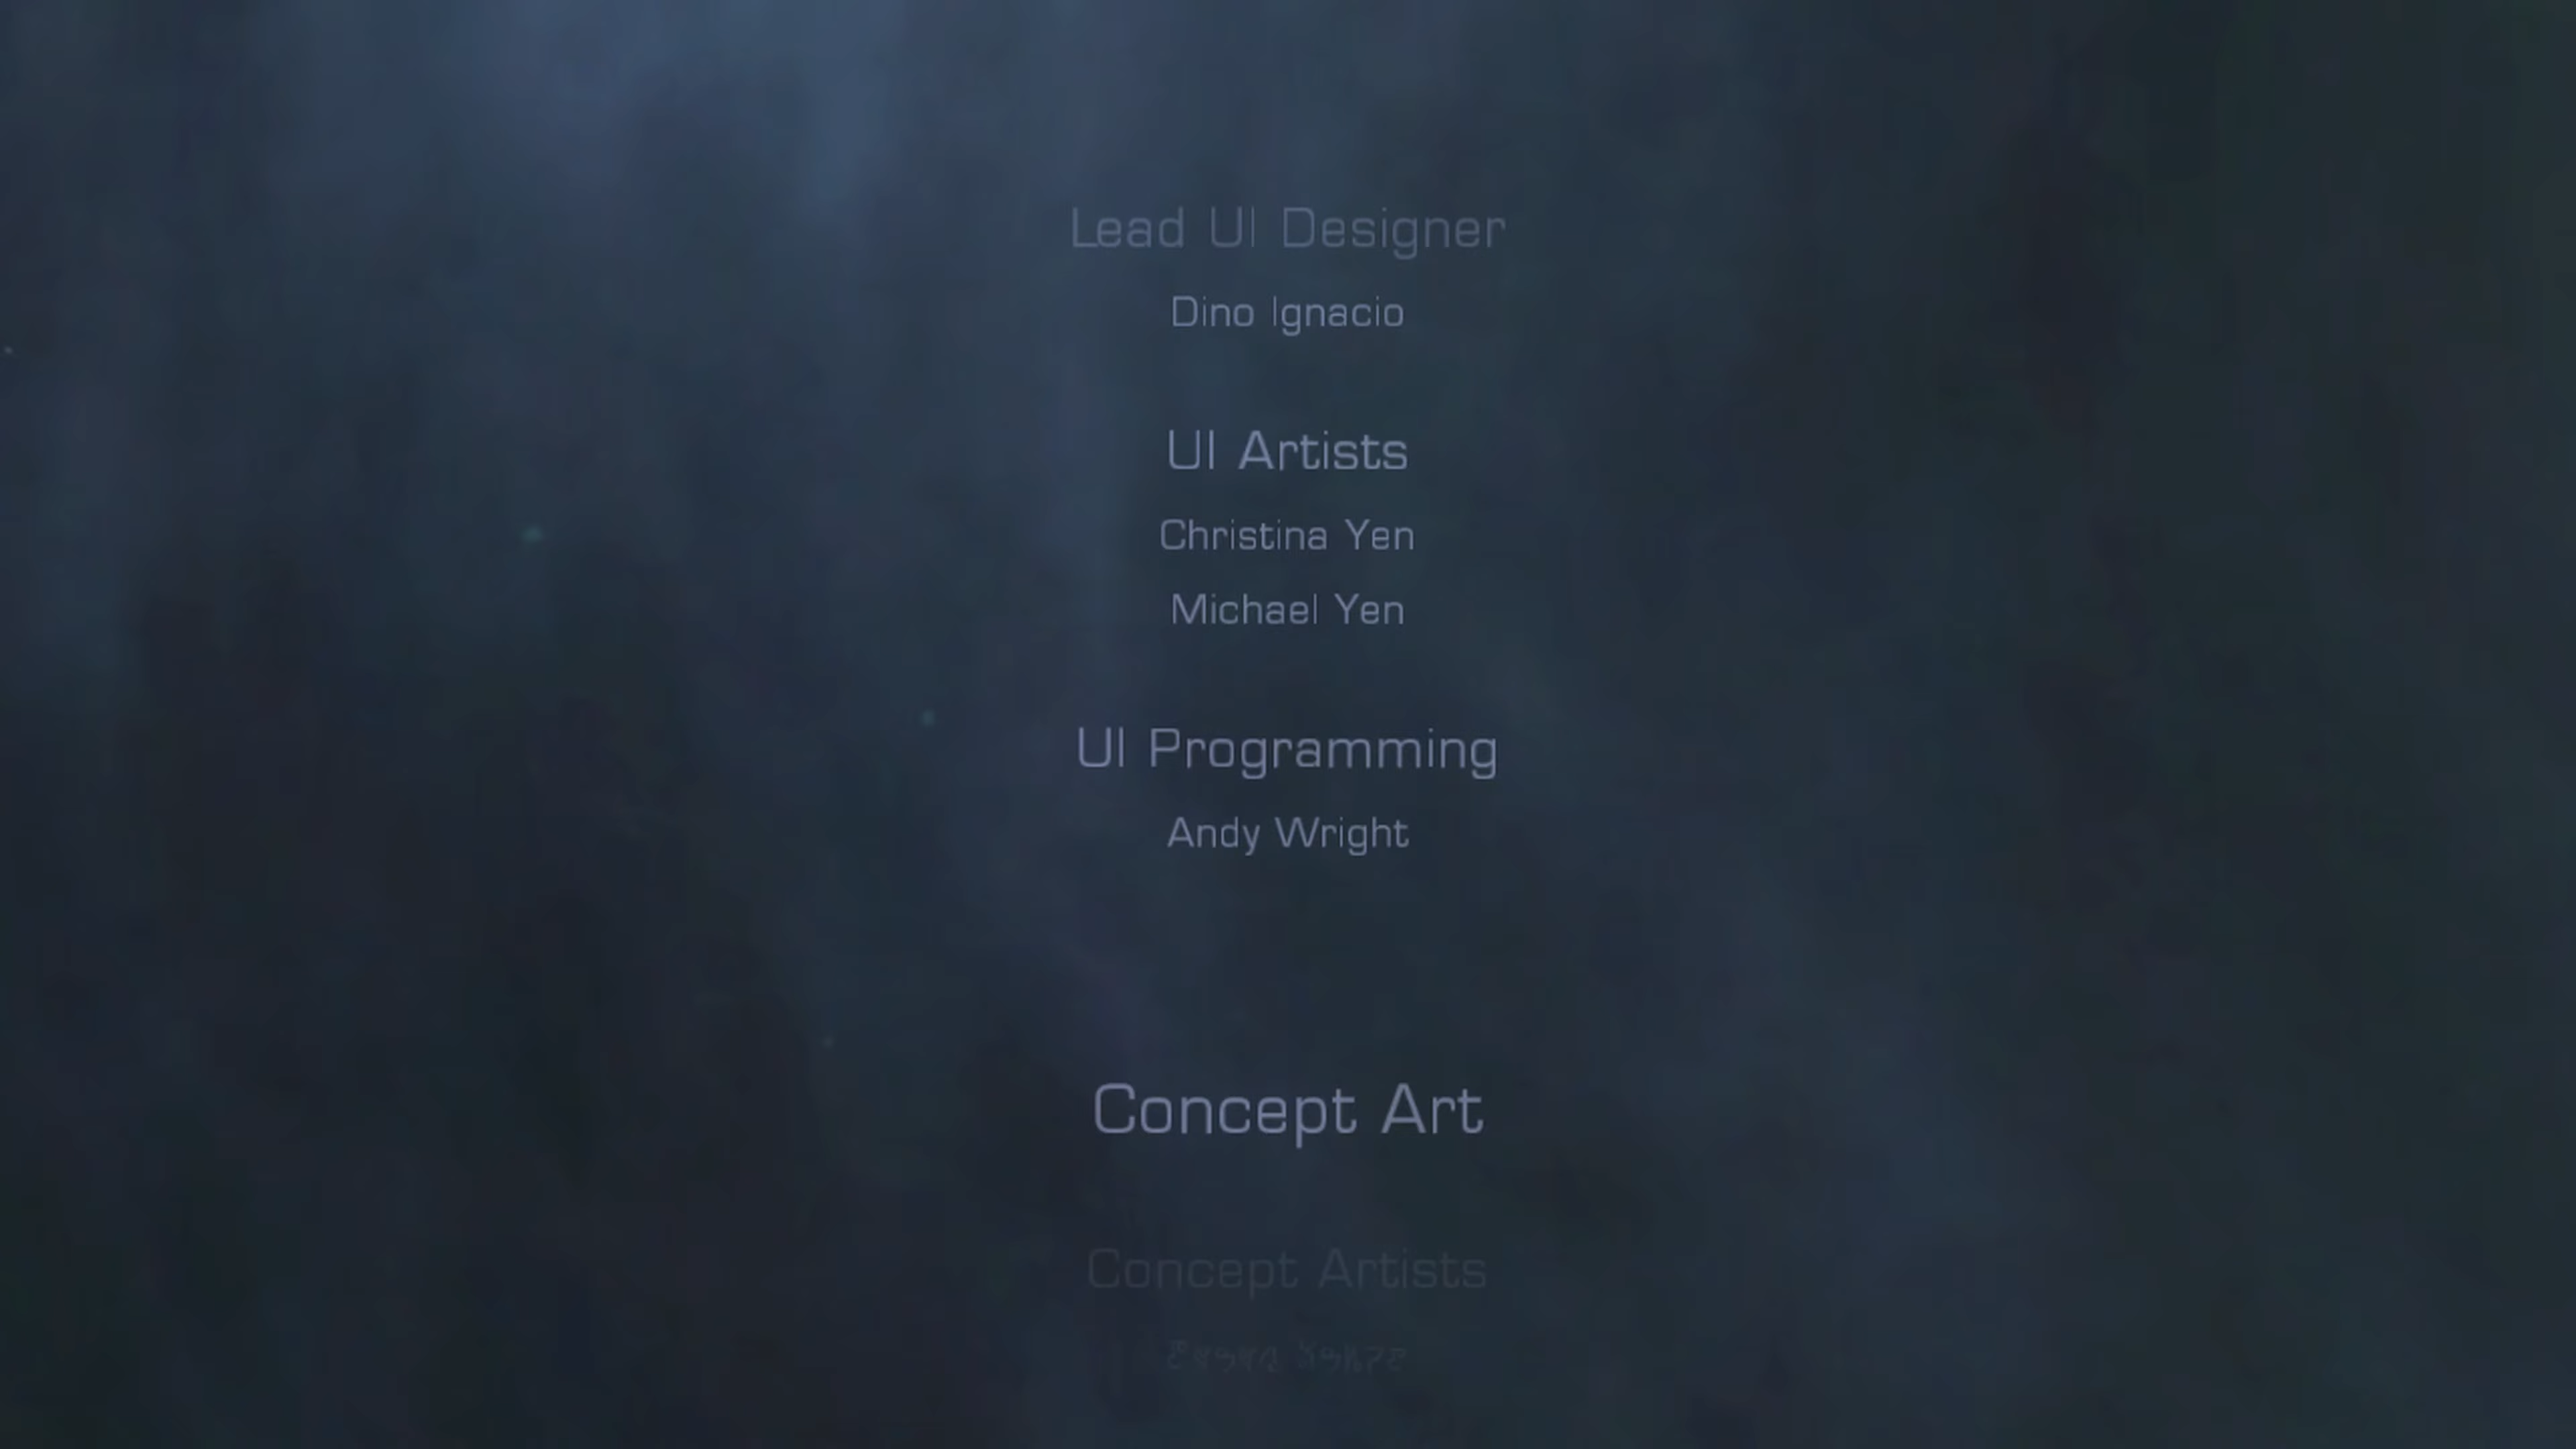 Lead UI Designer
Dino Ignacio
UI Artists
Christina Yen
Michael Yen
UI Programming
Andy Wright
Concept Art
Concept Artists